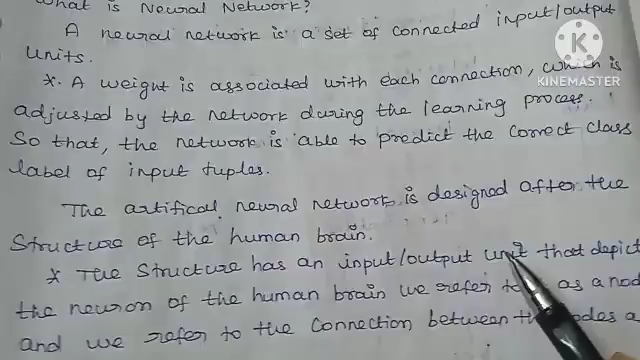 What is Neural Network?
A neural network is a set of connected input/output
units.
* A weight is associated with each connection, which is
adjusted by the network during the learning process.
So that, the network is able to predict the correct class
label of input tuples.
The artifical neural network is designed after the
structure of the human brain.
* The structure has an input/output unit that depict
the neuron of the human brain we refer to as a nod
and we refer to the connection between the nodes a
KINEMASTER